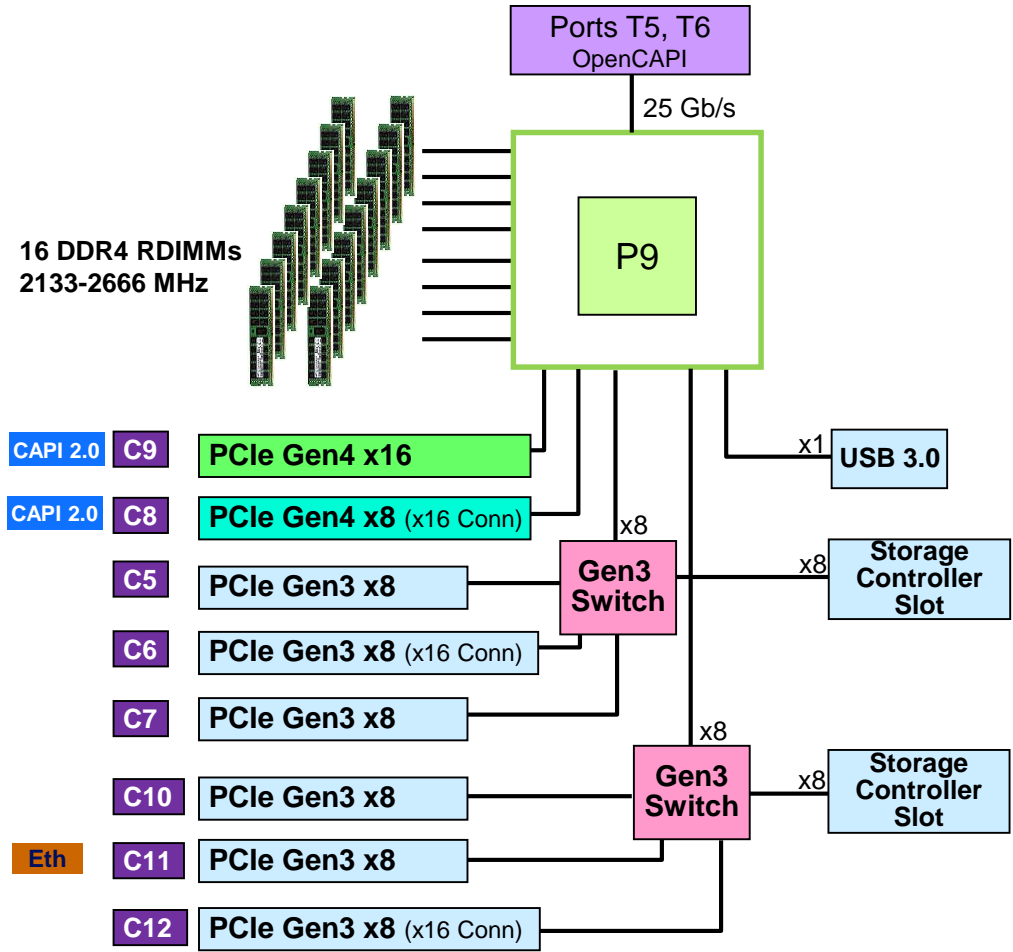 Ports T5, T6
OpenCAPI
25 Gb/s
16 DDR4 RDIMMs
2133-2666 MHz
P9
CAPI 2.0 C9 PCIe Gen4 x16
x1 USB 3.0
CAPI 2.0 C8 PCIe Gen4 x8 (x16 Conn)
x8
C5 PCIe Gen3 x8
Gen3
Switch
x8
Storage
Controller
Slot
C6 PCIe Gen3 x8 (x16 Conn)
C7 PCIe Gen3 x8
x8
C10 PCIe Gen3 x8
Gen3
Switch
x8
Storage
Controller
Slot
Eth C11 PCIe Gen3 x8
C12 PCIe Gen3 x8 (x16 Conn)